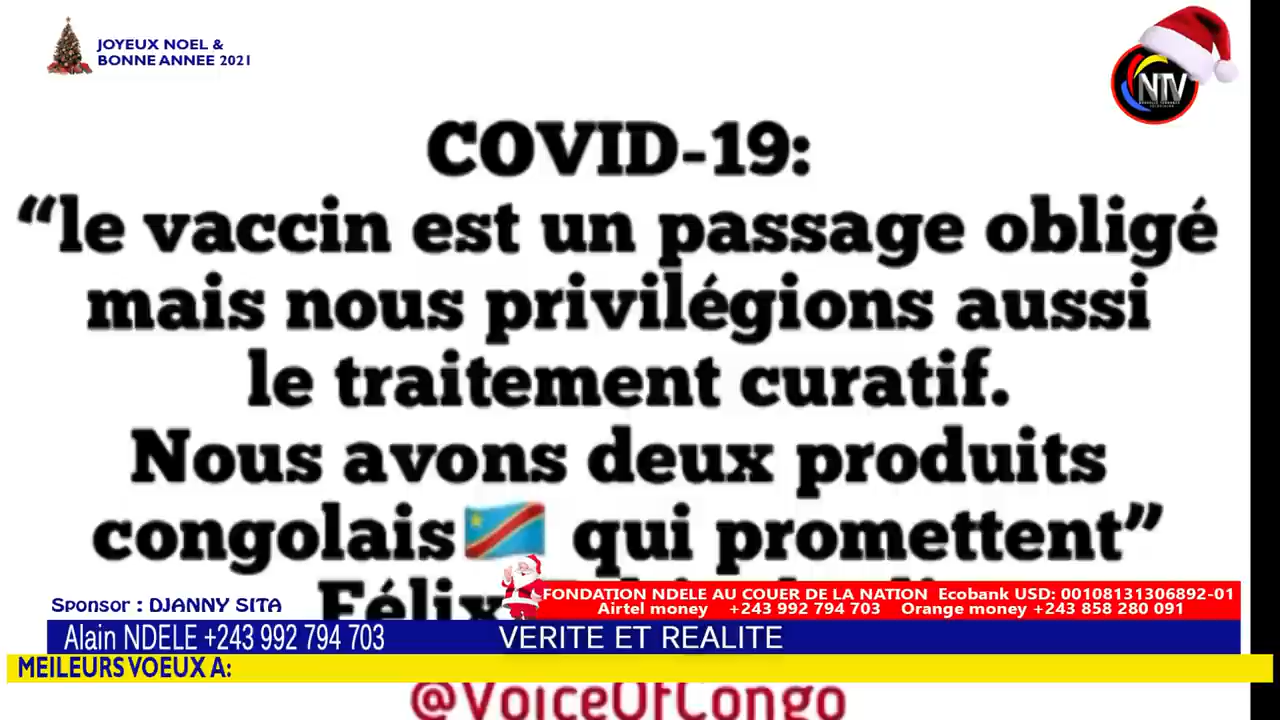 JOYEUX NOEL &
BONNE ANNEE 2021
NTV
COVID-19:
“le vaccin est un passage obligé
mais nous privilégions aussi
le traitement curatif.
Nous avons deux produits
congolais qui promettent”
Félix
Sponsor : DJANNY SITA
FONDATION NDELE AU COUER DE LA NATION Ecobank USD: 00108131306892-01
Airtel money +243 992 794 703 Orange money +243 858 280 091
Alain NDELE +243 992 794 703
VERITE ET REALITE
MEILEURS VOEUX A:
@VoiceOfCongo